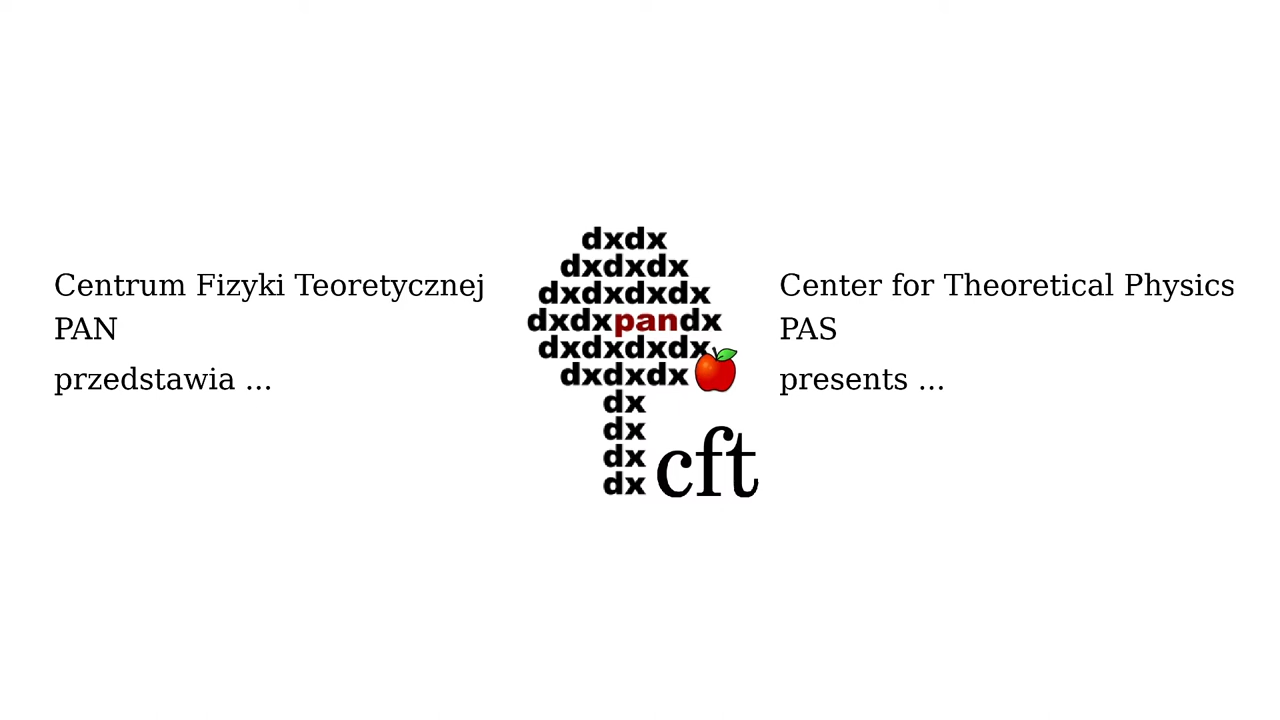 Centrum Fizyki Teoretycznej
PAN
przedstawia ...
dxdx
dxdxdx
dxdxdxdx
dxdxpandx
dxdxdxdx
dxdxdx
dx
dx
dx
dx
cft
Center for Theoretical Physics
PAS
presents ...